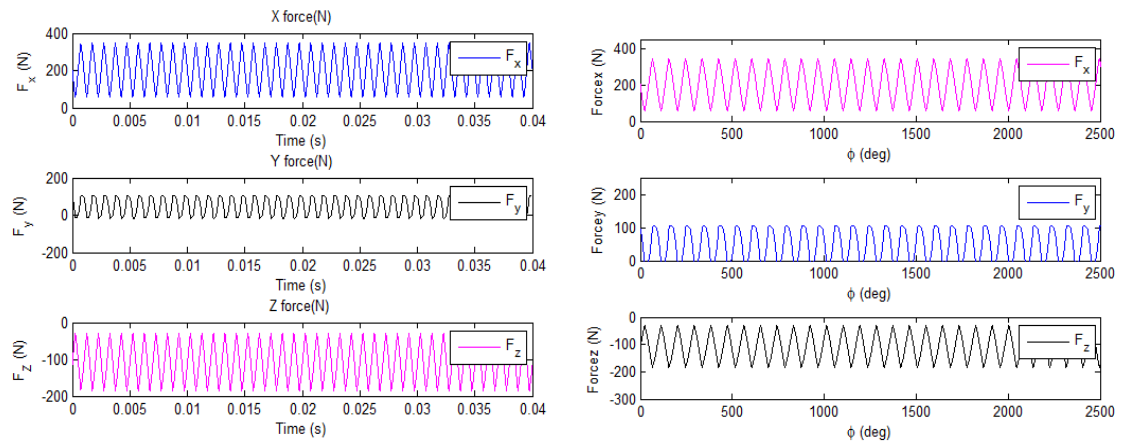 X force(N)
F_x (N)
400
200
0
F_x
0 0.005 0.01 0.015 0.02 0.025 0.03 0.035 0.04
Time (s)
Y force(N)
F_y (N)
200
0
-200
F_y
0 0.005 0.01 0.015 0.02 0.025 0.03 0.035 0.04
Time (s)
Z force(N)
F_Z (N)
0
-100
-200
F_z
0 0.005 0.01 0.015 0.02 0.025 0.03 0.035 0.04
Time (s)
Forcex (N)
400
200
0
F_x
0 500 1000 1500 2000 2500
ϕ (deg)
Forcey (N)
200
100
0
F_y
0 500 1000 1500 2000 2500
ϕ (deg)
Forcez (N)
0
-100
-200
-300
F_z
0 500 1000 1500 2000 2500
ϕ (deg)